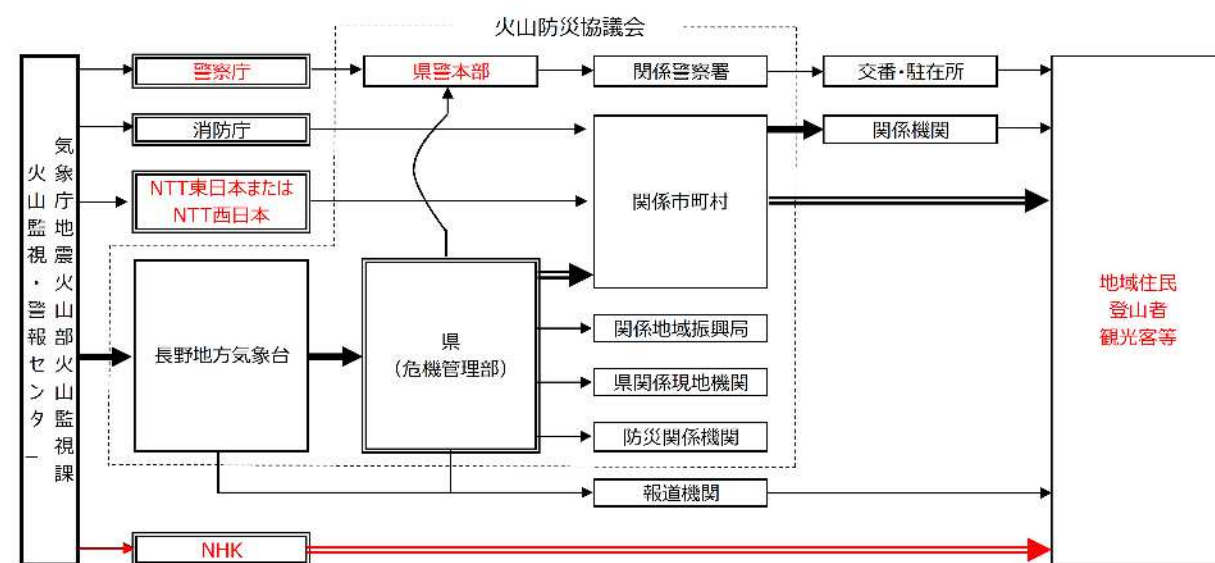 火山防災協議会
気象庁地震火山部火山監視課
火山監視・警報センター
警察庁
県警本部
関係警察署
交番・駐在所
消防庁
関係機関
NTT東日本または
NTT西日本
関係市町村
長野地方気象台
県
（危機管理部）
関係地域振興局
県関係現地機関
防災関係機関
報道機関
NHK
地域住民
登山者
観光客等